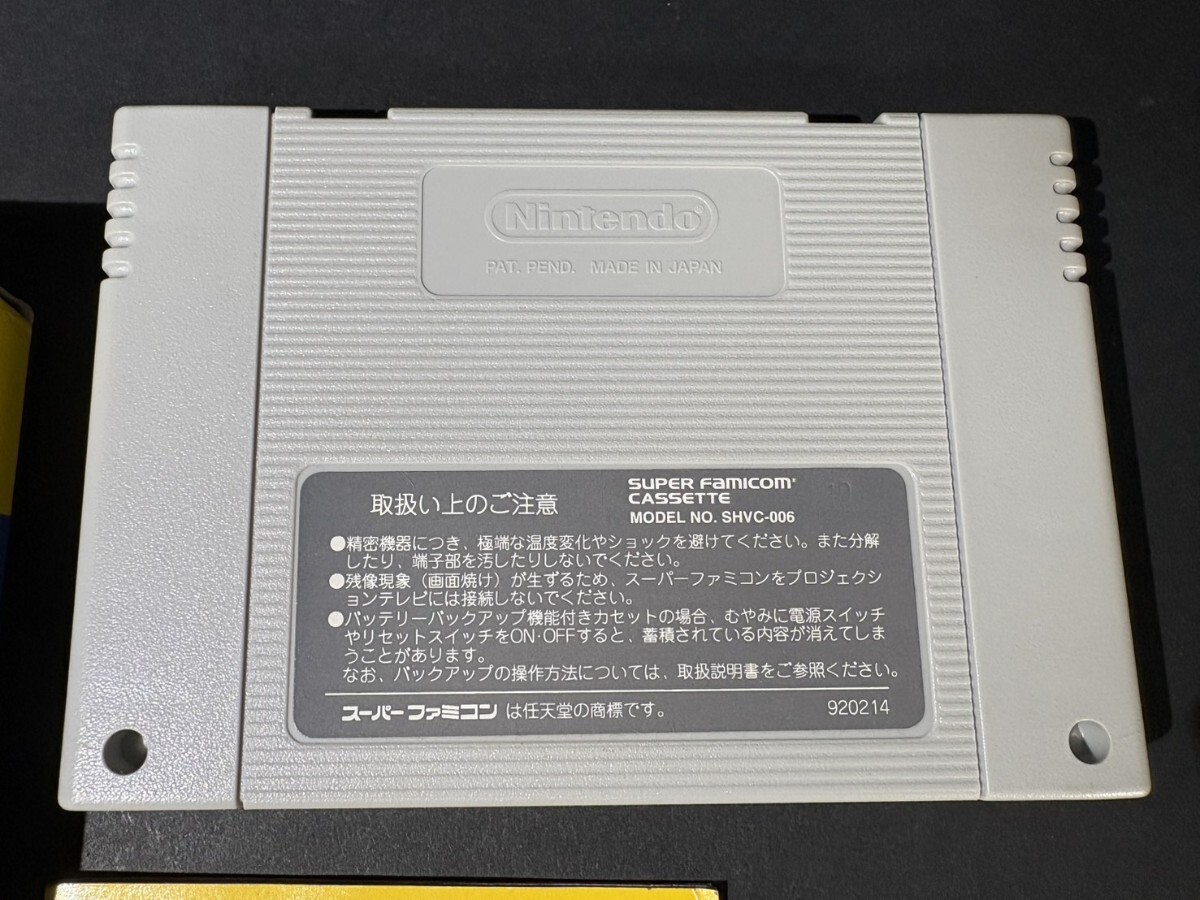 Nintendo®
PAT. PEND. MADE IN JAPAN
取扱い上のご注意
SUPER FAMICOM
CASSETTE
MODEL NO. SHVC-006
●精密機器につき、極端な温度変化やショックを避けてください。また分解
したり、端子部を汚したりしないでください。
●残像現象（画面焼け）が生ずるため、スーパーファミコンをプロジェクシ
ョンテレビには接続しないでください。
●バッテリーバックアップ機能付きカセットの場合、むやみに電源スイッチ
やリセットスイッチをON・OFFすると、蓄積されている内容が消えてしま
うことがあります。
なお、バックアップの操作方法については、取扱説明書をご参照ください。
スーパーファミコン は任天堂の商標です。 920214